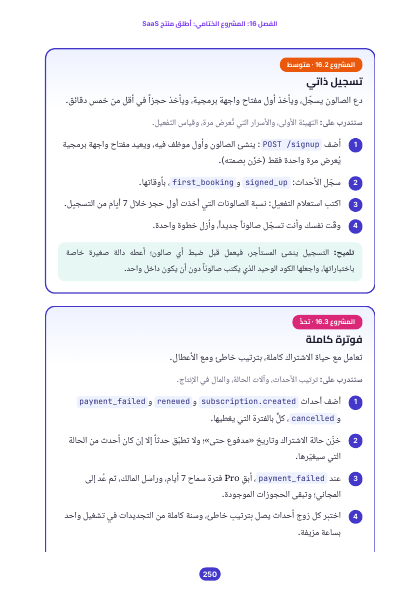 الفصل 16: المشروع الختامي: أطلق منتج SaaS
المشروع 16.2 · متوسط
تسجيل ذاتي
دع الصالون يسجّل، ويأخذ أول مفتاح واجهة برمجية، ويأخذ حجزاً في أقل من خمس دقائق.
ستتدرب على: التهيئة الأولى، والأسرار التي تُعرض مرة، وقياس التفعيل.
1 أضف POST /signup: ينشئ الصالون وأول موظف فيه، ويعيد مفتاح واجهة برمجية
يُعرض مرة واحدة فقط (خزّن بصمته).
2 سجّل الأحداث: signed_up و first_booking، بأوقاتها.
3 اكتب استعلام التفعيل: نسبة الصالونات التي أخذت أول حجز خلال 7 أيام من التسجيل.
4 وقّت نفسك وأنت تسجّل صالوناً جديداً، وأزل خطوة واحدة.
تلميح: التسجيل ينشئ المستأجر، فيعمل قبل ضبط أي صالون؛ أعطه دالة صغيرة خاصة
باختباراتها، واجعلها الكود الوحيد الذي يكتب صالوناً دون أن يكون داخل واحد.
المشروع 16.3 · تحدٍّ
فوترة كاملة
تعامل مع حياة الاشتراك كاملة، بترتيب خاطئ ومع الأعطال.
ستتدرب على: ترتيب الأحداث، وآلات الحالة، والمال في الإنتاج.
1 أضف أحداث subscription.created و renewed و payment_failed
و cancelled، كلٌّ بالفترة التي يغطيها.
2 خزّن حالة الاشتراك وتاريخ «مدفوع حتى»؛ ولا تطبّق حدثاً إلا إن كان أحدث من الحالة
التي سيغيّرها.
3 عند payment_failed، أبقِ Pro فترة سماح 7 أيام، وراسل المالك، ثم عُد إلى
المجاني؛ وتبقى الحجوزات الموجودة.
4 اختبر كل زوج أحداث يصل بترتيب خاطئ، وسنة كاملة من التجديدات في تشغيل واحد
بساعة مزيفة.
250